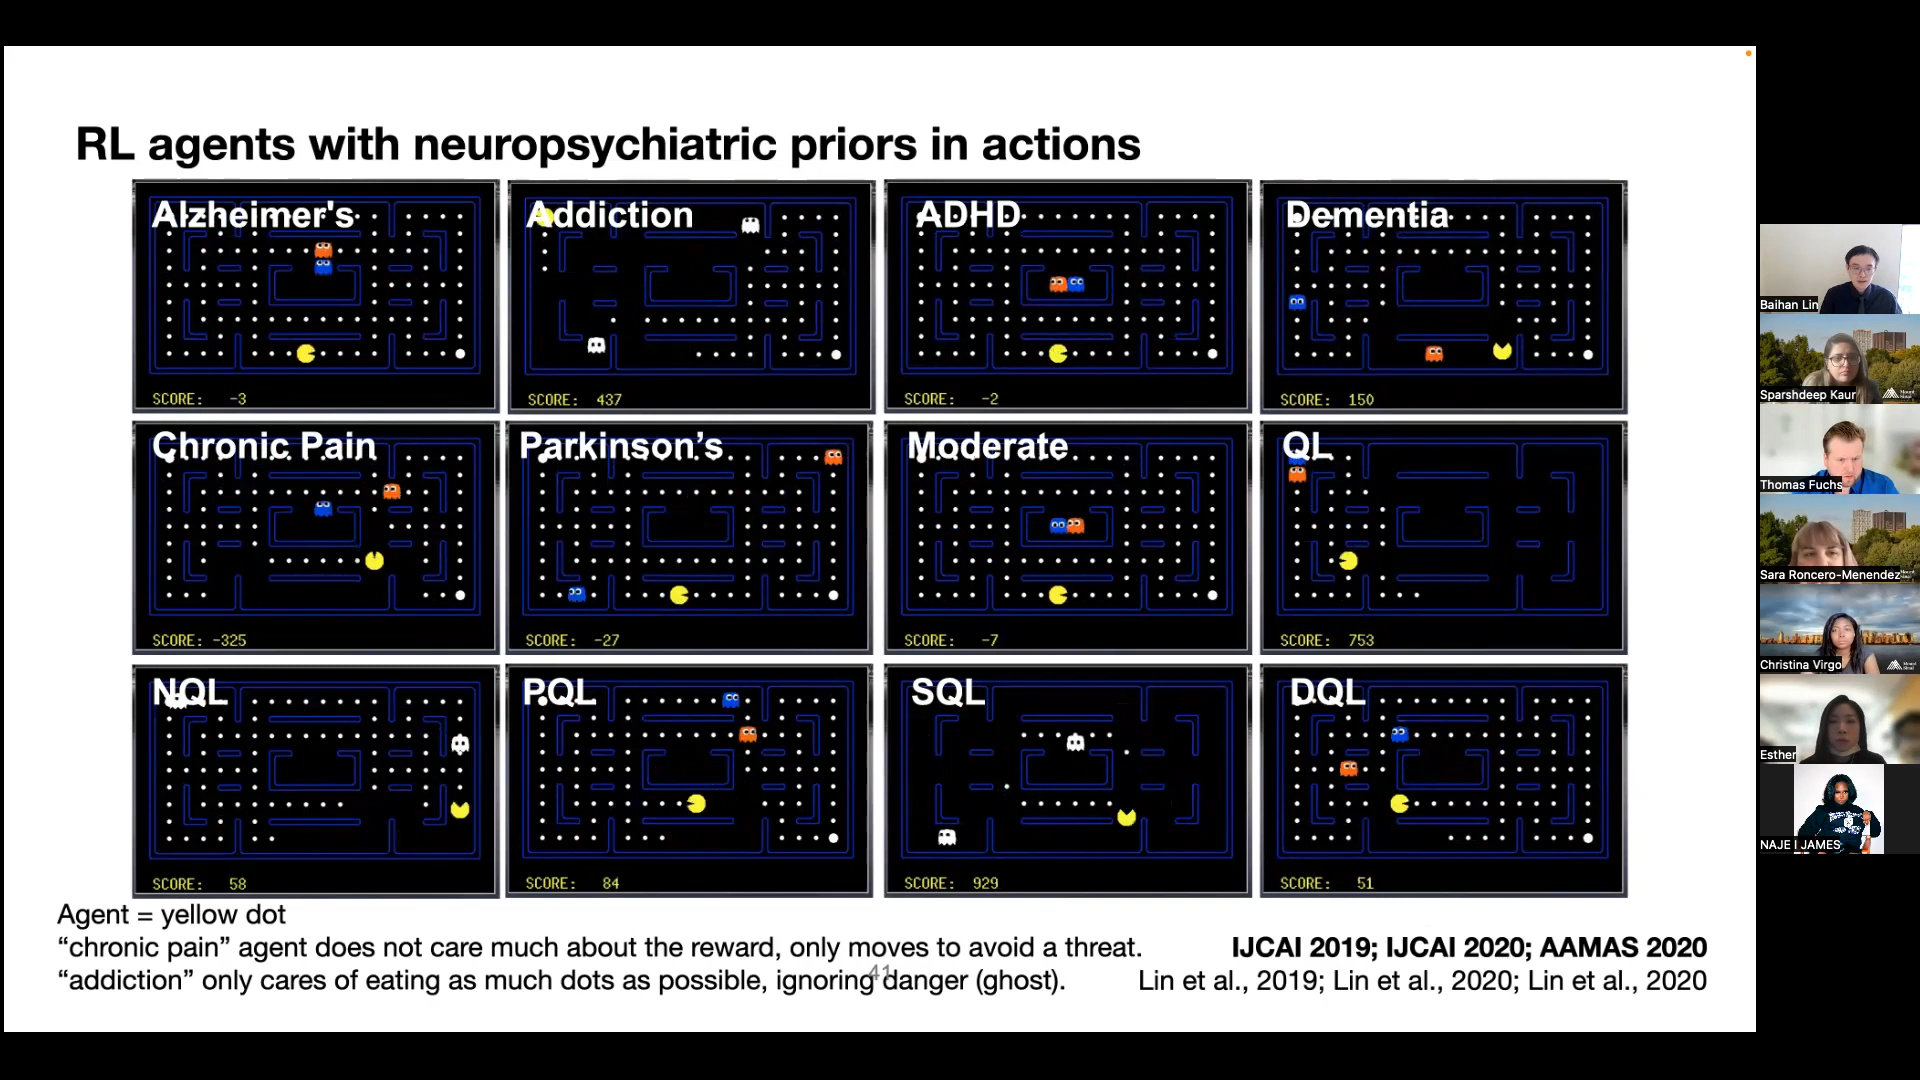 RL agents with neuropsychiatric priors in actions
Alzheimer's
Addiction
ADHD
Dementia
SCORE: -3
SCORE: 437
SCORE: -2
SCORE: 150
Chronic Pain
Parkinson's
Moderate
QL
SCORE: -325
SCORE: -27
SCORE: -7
SCORE: 753
NQL
PQL
SQL
DQL
SCORE: 58
SCORE: 84
SCORE: 929
SCORE: 51
Agent = yellow dot
“chronic pain” agent does not care much about the reward, only moves to avoid a threat.
“addiction” only cares of eating as much dots as possible, ignoring danger (ghost).
41
IJCAI 2019; IJCAI 2020; AAMAS 2020
Lin et al., 2019; Lin et al., 2020; Lin et al., 2020
Baihan Lin
Sparshdeep Kaur
Thomas Fuchs
Sara Roncero-Menendez
Christina Virgo
Esther
NAJE I JAMES